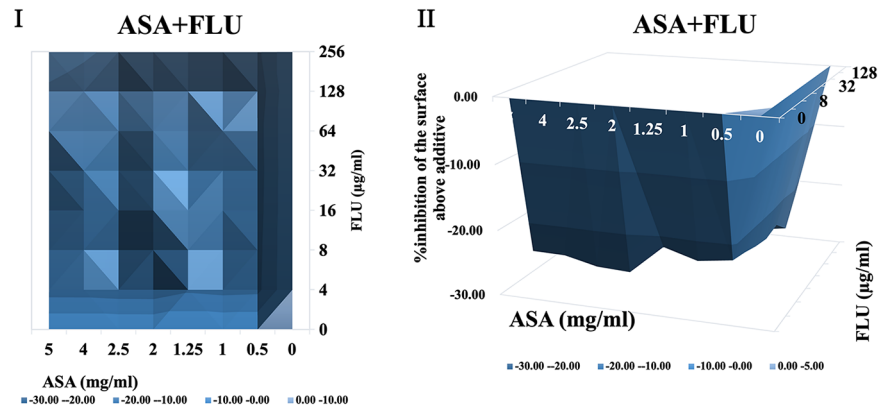 I
ASA+FLU
256
128
64
32
16
8
4
0
FLU (µg/ml)
5 4 2.5 2 1.25 1 0.5 0
ASA (mg/ml)
-30.00 --20.00 -20.00 --10.00 -10.00 -0.00 0.00 -10.00
II
ASA+FLU
%inhibition of the surface
above additive
0.00
-10.00
-20.00
-30.00
4 2.5 2 1.25 1 0.5 0
128
32
8
0
ASA (mg/ml)
FLU (µg/ml)
-30.00 --20.00 -20.00 --10.00 -10.00 -0.00 0.00 -5.00